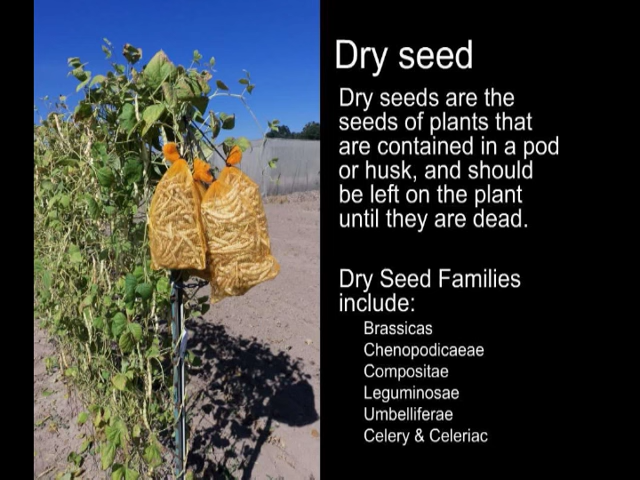 Dry seed
Dry seeds are the
seeds of plants that
are contained in a pod
or husk, and should
be left on the plant
until they are dead.
Dry Seed Families
include:
Brassicas
Chenopodicaeae
Compositae
Leguminosae
Umbelliferae
Celery & Celeriac